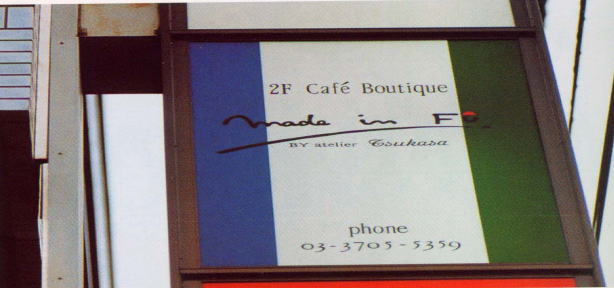 2F Café Boutique
made in F
BY atelier Tsukasa
phone
03-3705-5359